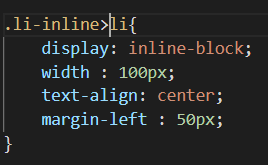 .li-inline>li{
    display: inline-block;
    width : 100px;
    text-align: center;
    margin-left : 50px;
}